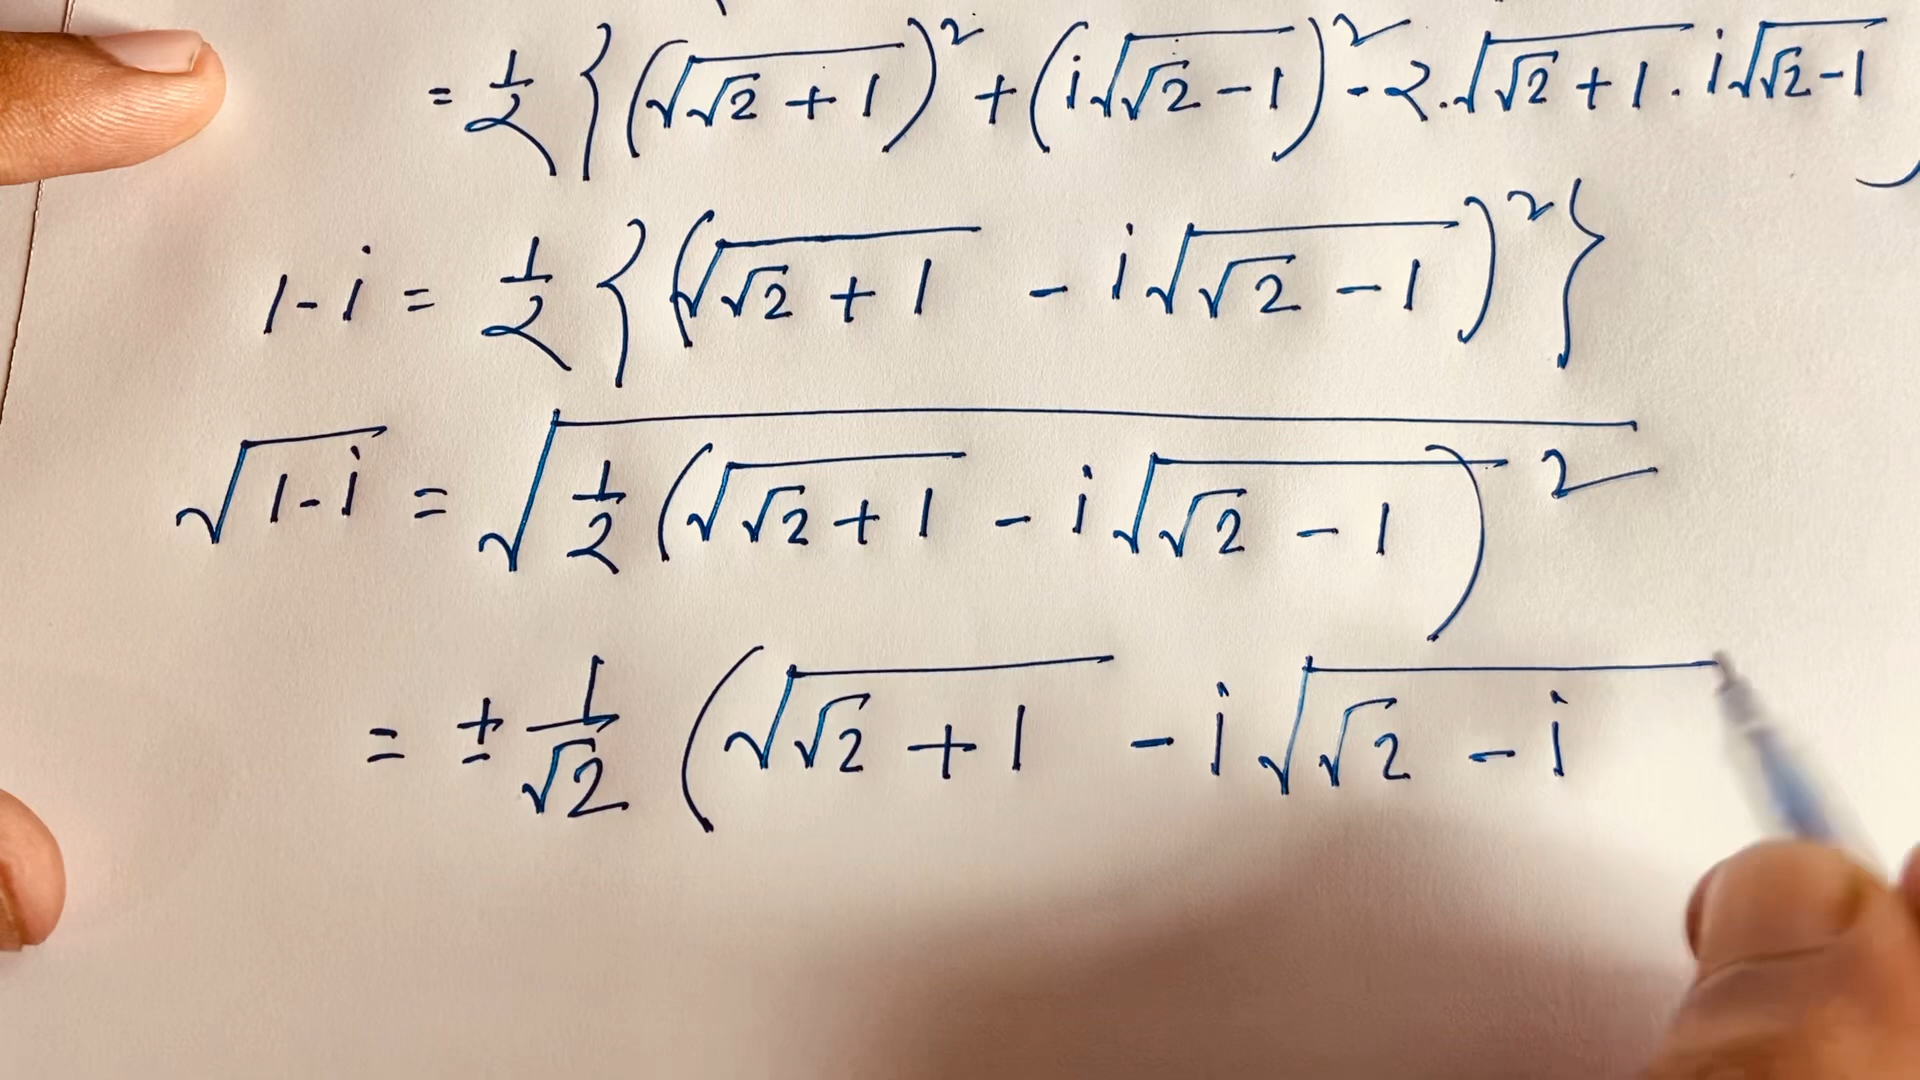 = 1/2 { (√(√2 + 1))² + (i√(√2 - 1))² - 2.√(√2 + 1) . i√(√2 - 1)
1 - i = 1/2 { (√(√2 + 1) - i√(√2 - 1))² }
√(1 - i) = √(1/2 (√(√2 + 1) - i√(√2 - 1))²)
= ± 1/√2 (√(√2 + 1) - i√(√2 - i)